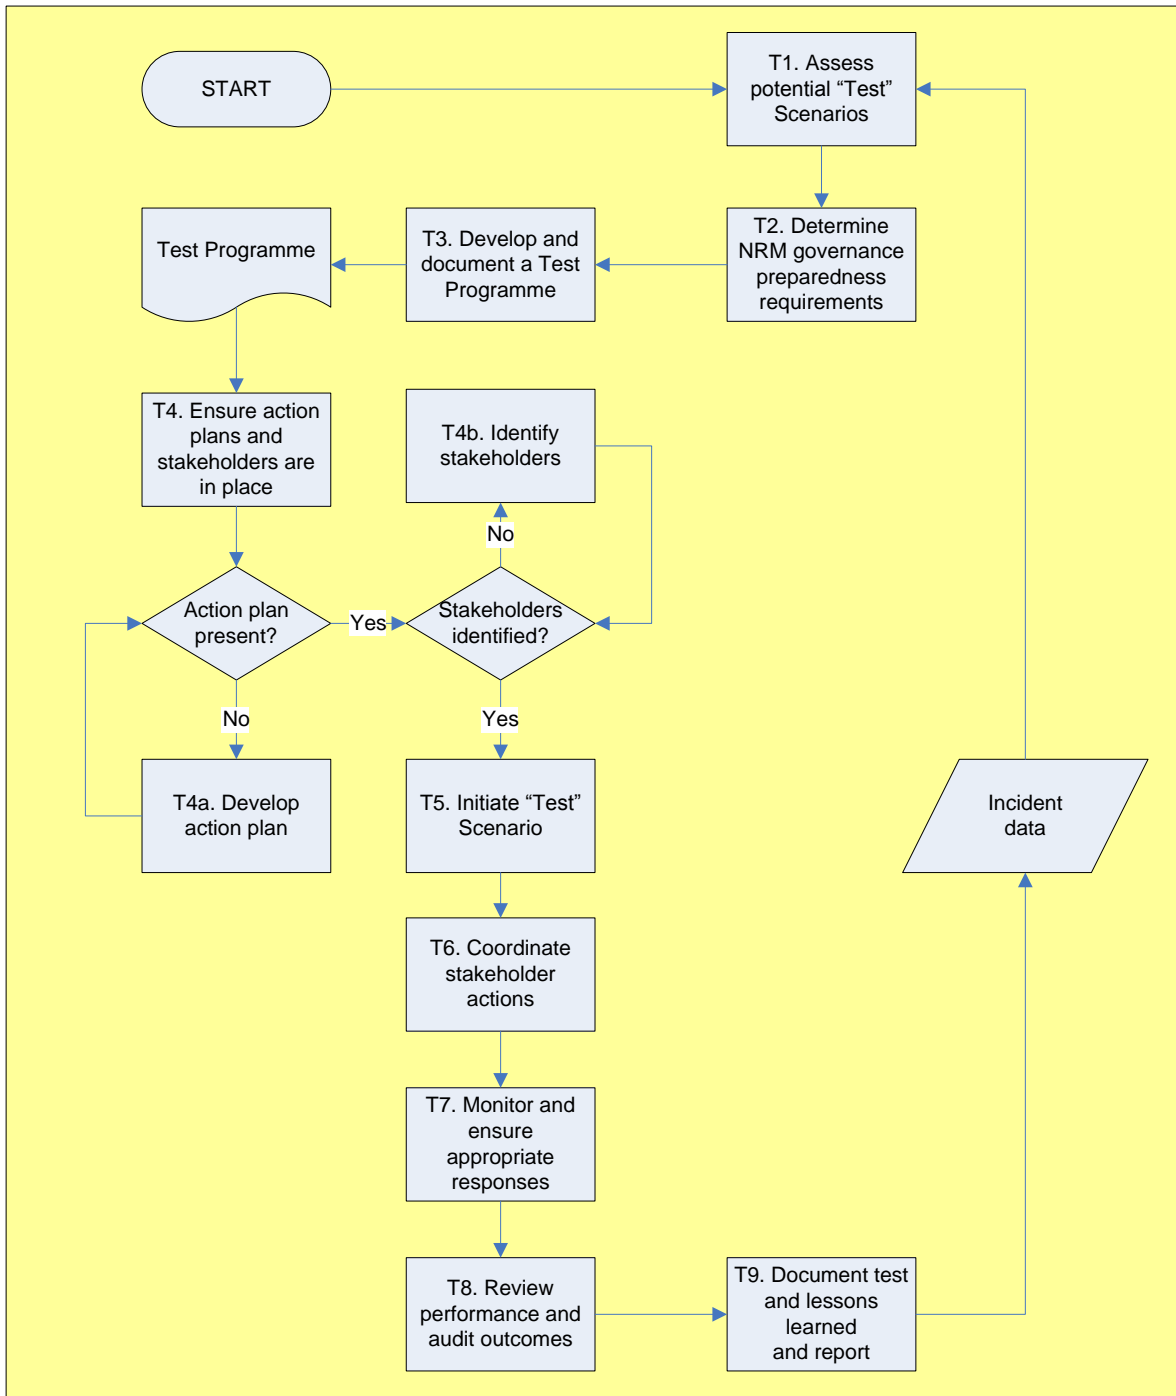 START
T1. Assess
potential “Test”
Scenarios
T2. Determine
NRM governance
preparedness
requirements
T3. Develop and
document a Test
Programme
Test Programme
T4. Ensure action
plans and
stakeholders are
in place
T4b. Identify
stakeholders
No
Action plan
present?
Yes
Stakeholders
identified?
No
Yes
T4a. Develop
action plan
T5. Initiate “Test”
Scenario
Incident
data
T6. Coordinate
stakeholder
actions
T7. Monitor and
ensure
appropriate
responses
T8. Review
performance and
audit outcomes
T9. Document test
and lessons
learned
and report